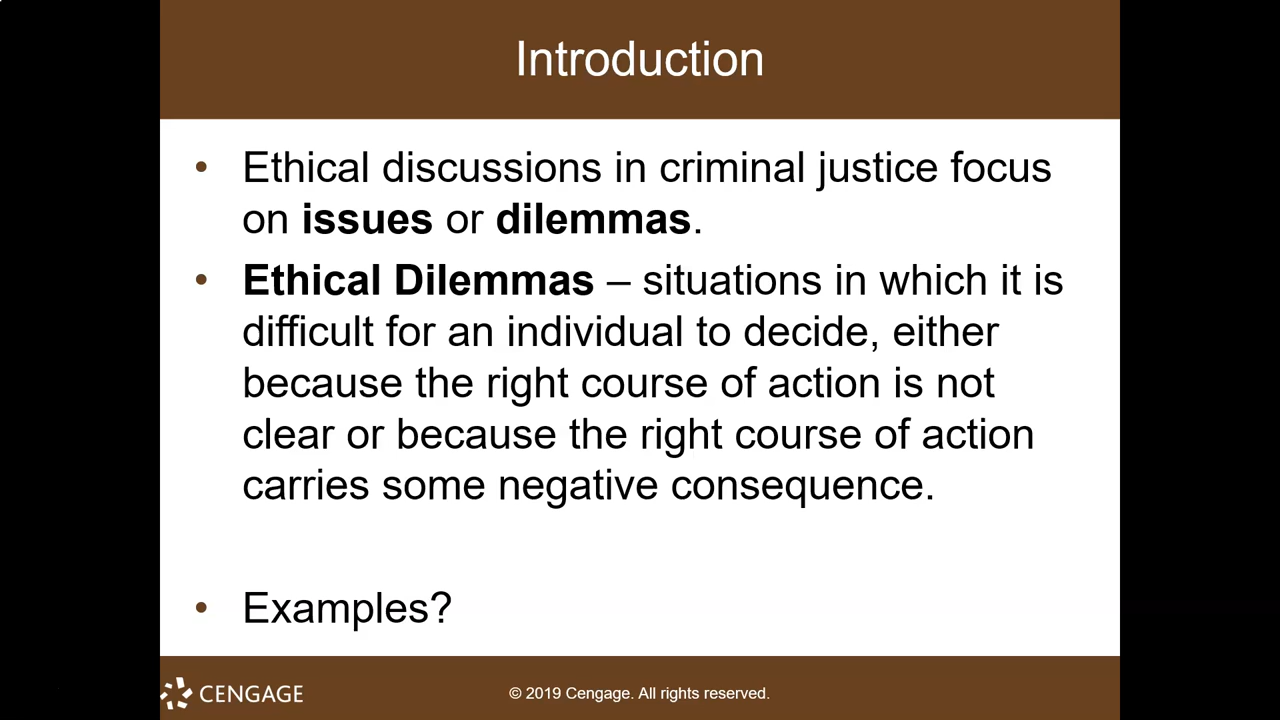 Introduction
• Ethical discussions in criminal justice focus
on issues or dilemmas.
• Ethical Dilemmas – situations in which it is
difficult for an individual to decide, either
because the right course of action is not
clear or because the right course of action
carries some negative consequence.
• Examples?
CENGAGE
© 2019 Cengage. All rights reserved.